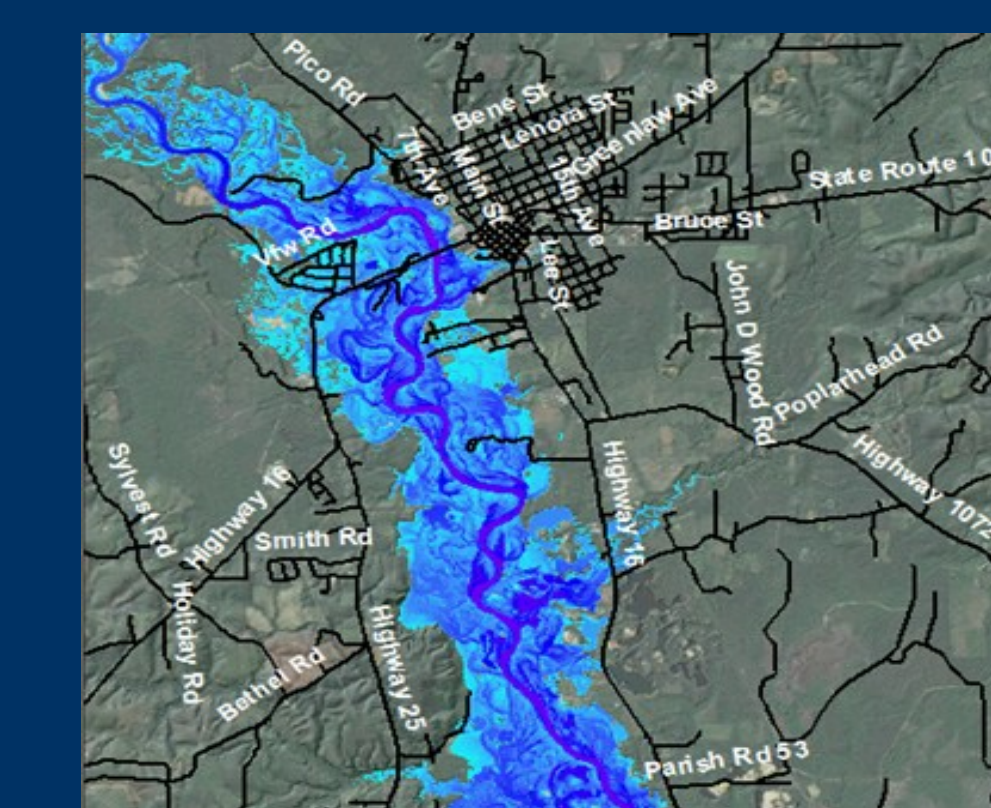 Pico Rd
Bene St
Lenora St
Greenlaw Ave
7th Ave
Main St
15th Ave
State Route 10
Bruce St
Vfw Rd
Lee St
John D Wood Rd
Poplarhead Rd
Sylvest Rd
Highway 16
Highway 16
Highway 1072
Smith Rd
Holiday Rd
Highway 25
Bethel Rd
Parish Rd 53